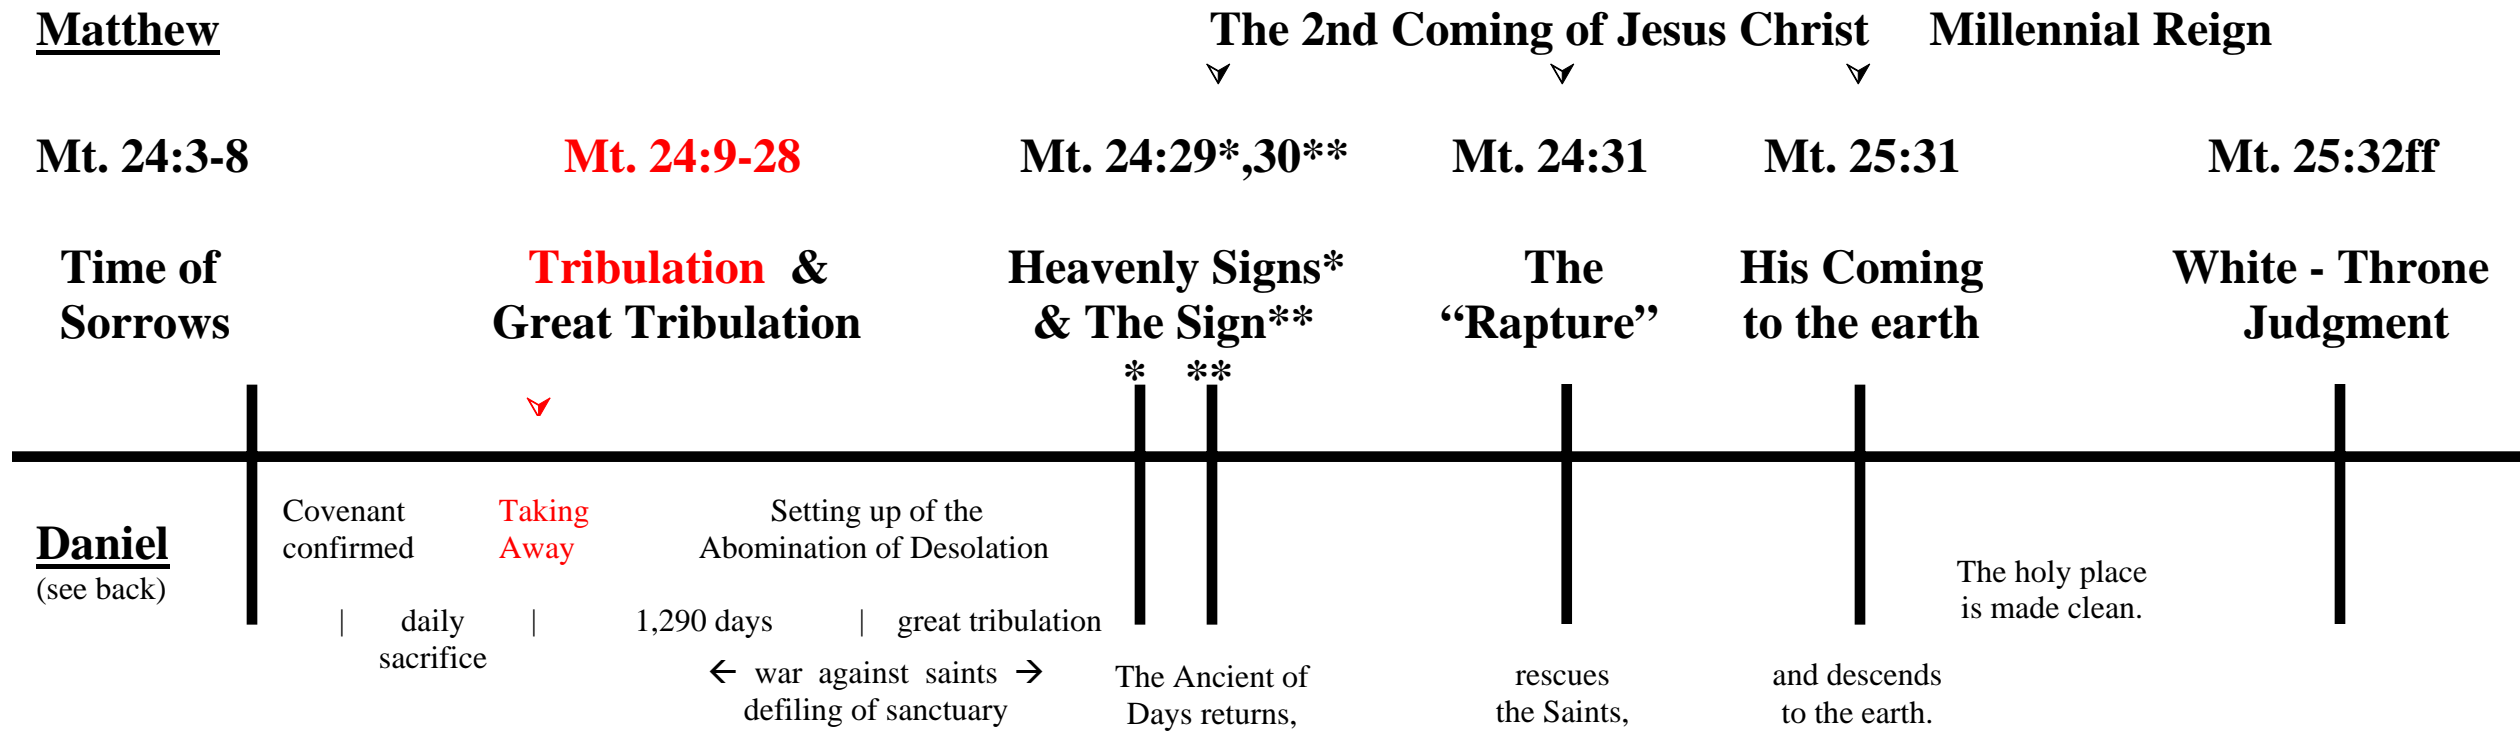 Matthew The 2nd Coming of Jesus Christ Millennial Reign
Mt. 24:3-8 Mt. 24:9-28 Mt. 24:29*,30** Mt. 24:31 Mt. 25:31 Mt. 25:32ff
Time of Tribulation & Heavenly Signs* The His Coming White - Throne
Sorrows Great Tribulation & The Sign** “Rapture” to the earth Judgment
* **
Covenant Taking Setting up of the
Daniel confirmed Away Abomination of Desolation
(see back) The holy place
is made clean.
| daily | 1,290 days | great tribulation
sacrifice
← war against saints → The Ancient of rescues and descends
defiling of sanctuary Days returns, the Saints, to the earth.